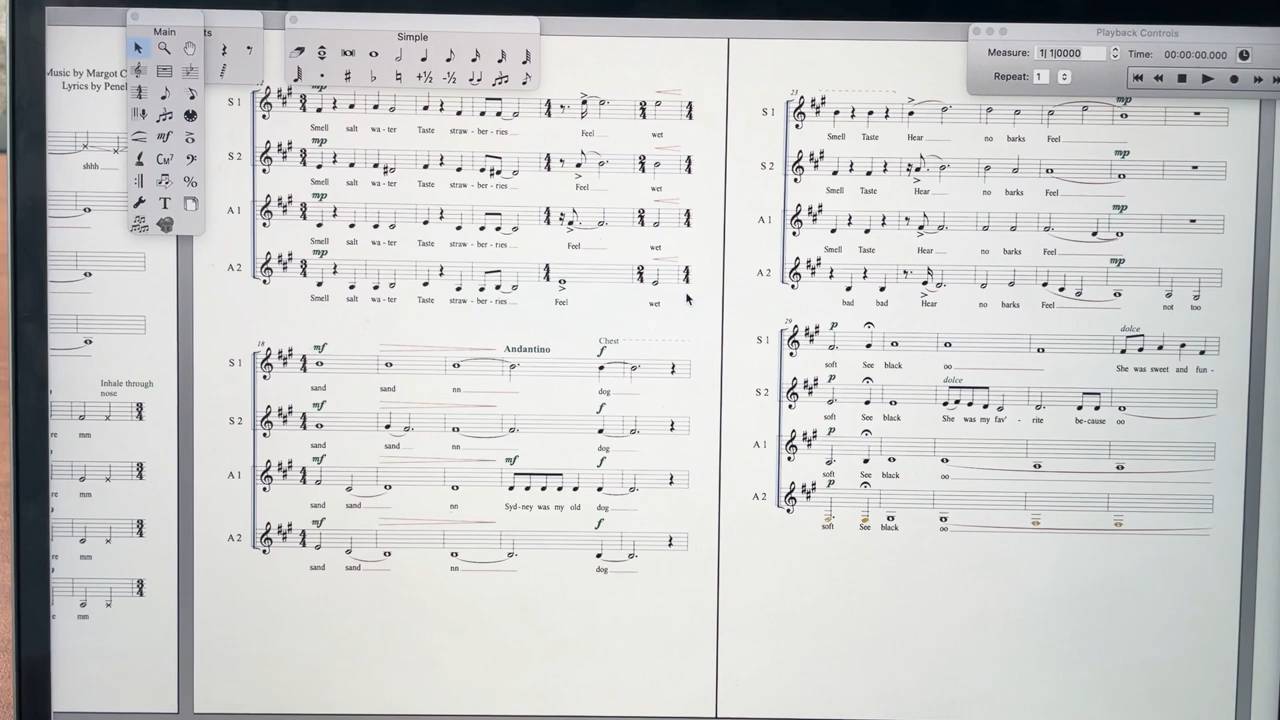 Main
Simple
Playback Controls
Measure: 1| 1|0000 Time: 00:00:00.000
Repeat: 1
Music by Margot C
Lyrics by Penel
shhh
Inhale through
nose
re mm
re mm
re mm
e mm
mp
S 1
Smell salt wa - ter Taste straw - ber - ries Feel wet
mp
S 2
Smell salt wa - ter Taste straw - ber - ries Feel wet
mp
A 1
Smell salt wa - ter Taste straw - ber - ries Feel wet
mp
A 2
Smell salt wa - ter Taste straw - ber - ries Feel wet
18
mf Andantino Chest f
S 1
sand sand nn dog
mf f
S 2
sand sand nn dog
mf mf f
A 1
sand sand nn Syd-ney was my old dog
mf f
A 2
sand sand nn dog
23
mp
S 1
Smell Taste Hear no barks Feel
mp
S 2
Smell Taste Hear no barks Feel
mp
A 1
Smell Taste Hear no barks Feel
mp
A 2
bad bad Hear no barks Feel not too
29
p dolce
S 1
soft See black oo She was sweet and fun -
p dolce
S 2
soft See black She was my fav' - rite be-cause oo
p
A 1
soft See black oo
p
A 2
soft See black oo